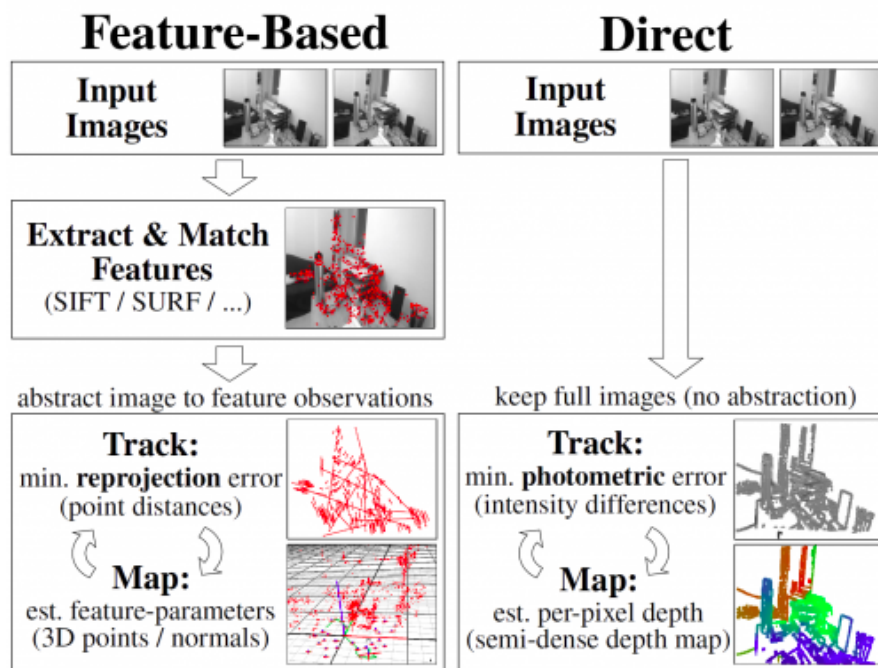 Feature-Based
Input
Images
Extract & Match
Features
(SIFT / SURF / ...)
abstract image to feature observations
Track:
min. reprojection error
(point distances)
Map:
est. feature-parameters
(3D points / normals)
Direct
Input
Images
keep full images (no abstraction)
Track:
min. photometric error
(intensity differences)
Map:
est. per-pixel depth
(semi-dense depth map)